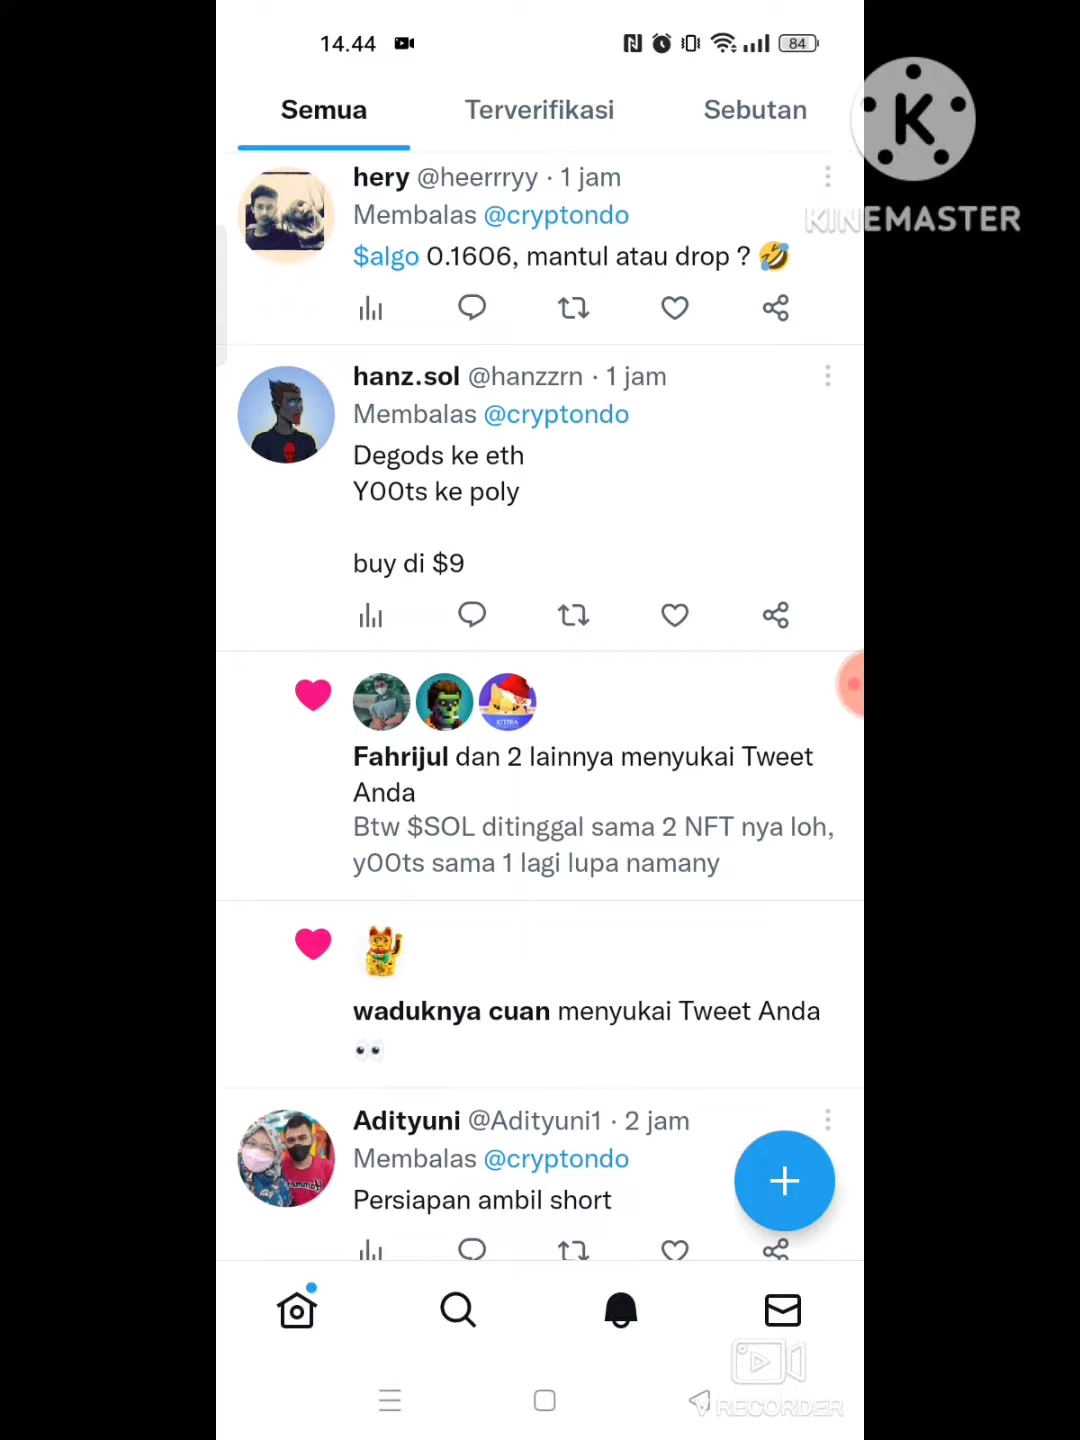 14.44
84
Semua Terverifikasi Sebutan
K
KINEMASTER
hery @heerrryy · 1 jam
Membalas @cryptondo
$algo 0.1606, mantul atau drop ? 🤣
hanz.sol @hanzzrn · 1 jam
Membalas @cryptondo
Degods ke eth
Y00ts ke poly
buy di $9
KITTBA
Fahrijul dan 2 lainnya menyukai Tweet
Anda
Btw $SOL ditinggal sama 2 NFT nya loh,
y00ts sama 1 lagi lupa namany
waduknya cuan menyukai Tweet Anda
👀
Adityuni @Adityuni1 · 2 jam
Membalas @cryptondo
Persiapan ambil short
RECORDER